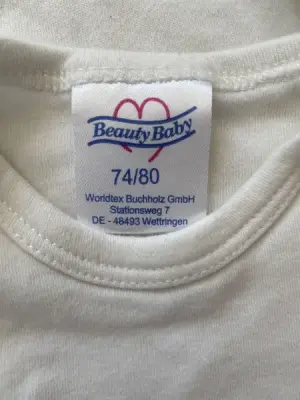 Beauty Baby
74/80
Worldtex Buchholz GmbH
Stationsweg 7
DE - 48493 Wettringen